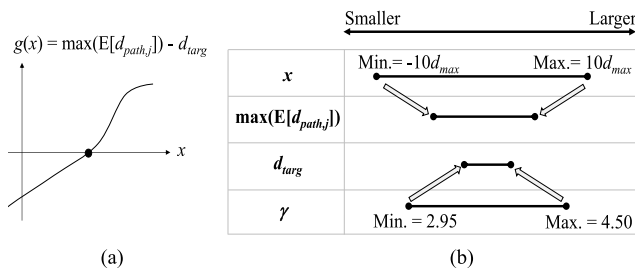 g(x) = max(E[d_path,j]) - d_targ
x
(a)
Smaller Larger
x Min.= -10d_max Max.= 10d_max
max(E[d_path,j])
d_targ
γ Min. = 2.95 Max. = 4.50
(b)